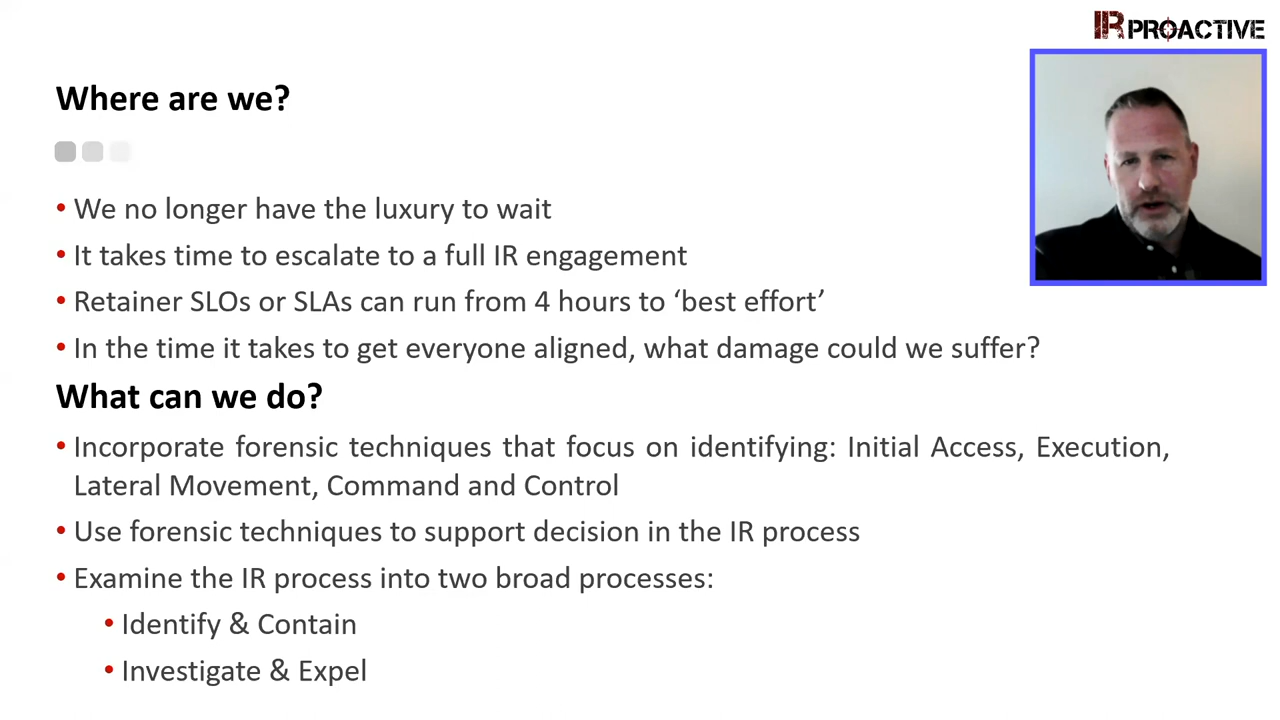 IR PROACTIVE
Where are we?
• We no longer have the luxury to wait
• It takes time to escalate to a full IR engagement
• Retainer SLOs or SLAs can run from 4 hours to ‘best effort’
• In the time it takes to get everyone aligned, what damage could we suffer?
What can we do?
• Incorporate forensic techniques that focus on identifying: Initial Access, Execution,
Lateral Movement, Command and Control
• Use forensic techniques to support decision in the IR process
• Examine the IR process into two broad processes:
• Identify & Contain
• Investigate & Expel